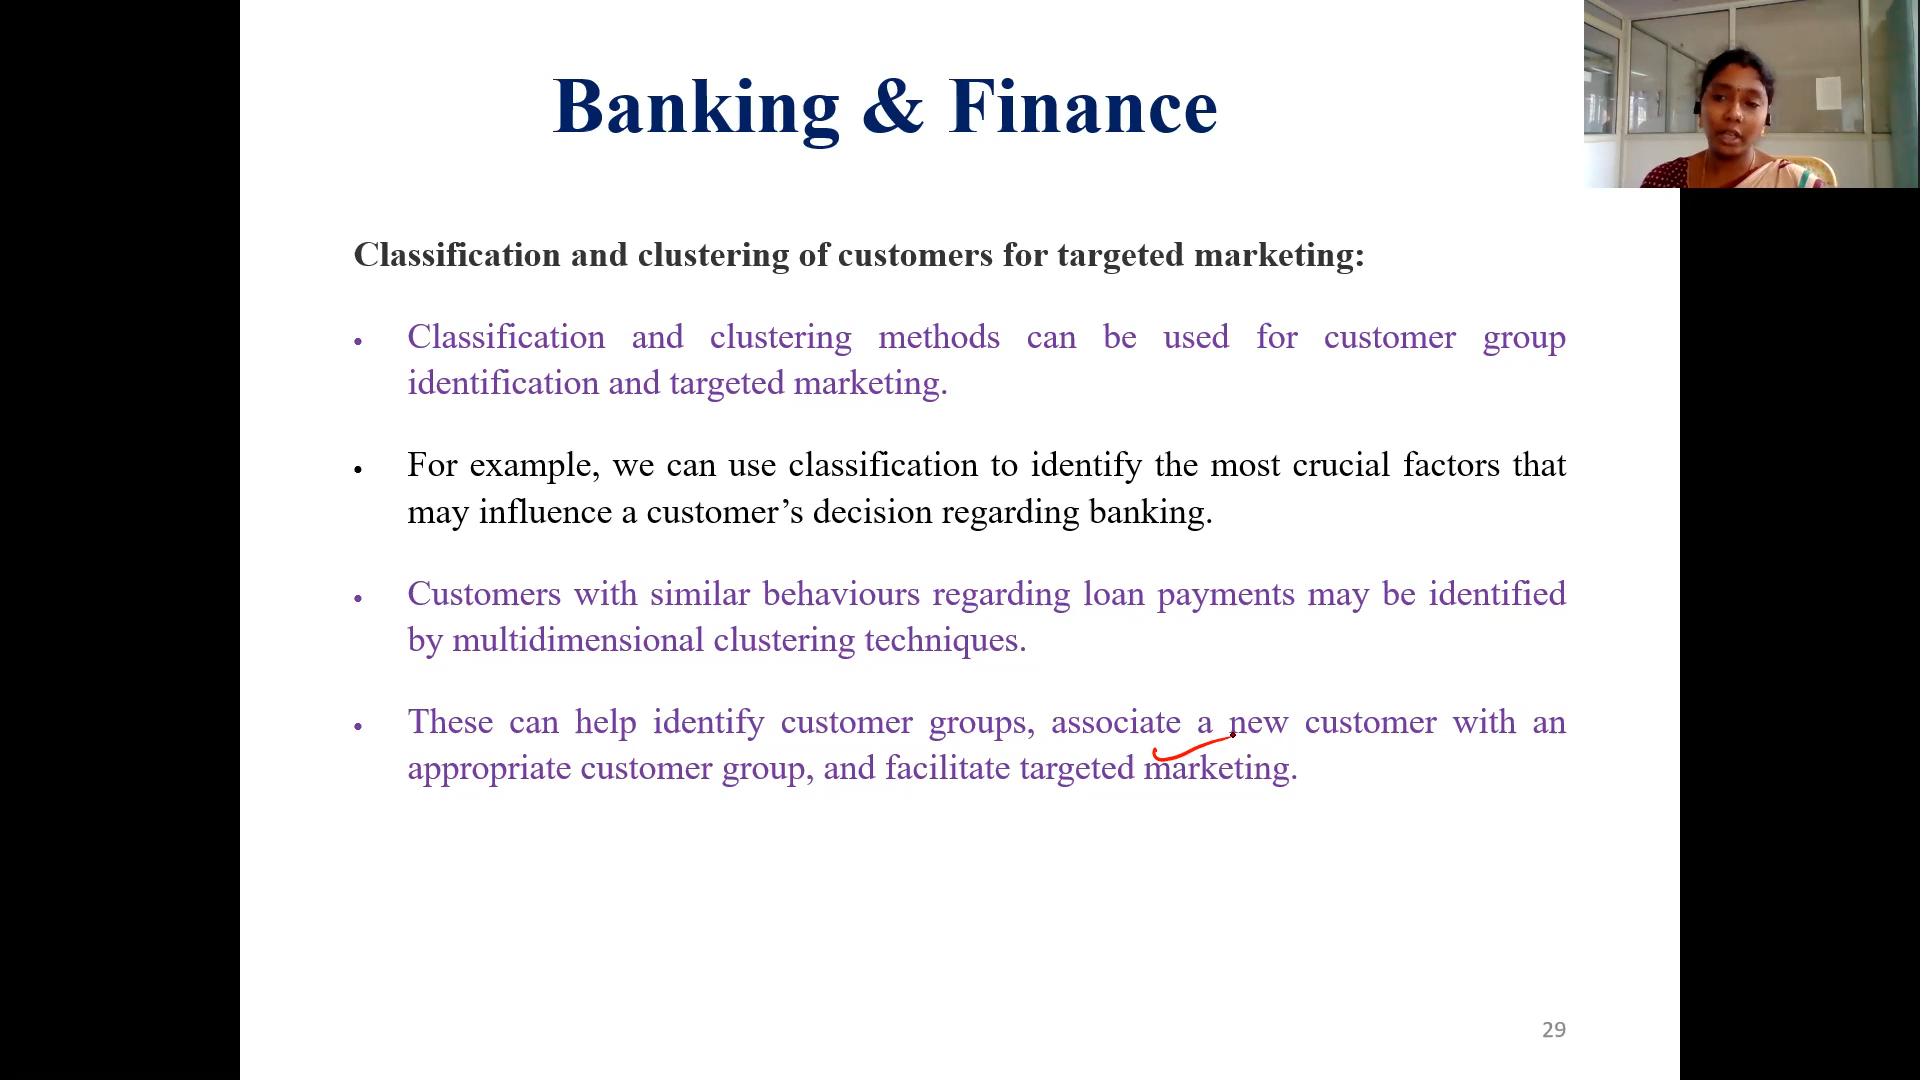 Banking & Finance
Classification and clustering of customers for targeted marketing:
• Classification and clustering methods can be used for customer group
identification and targeted marketing.
• For example, we can use classification to identify the most crucial factors that
may influence a customer’s decision regarding banking.
• Customers with similar behaviours regarding loan payments may be identified
by multidimensional clustering techniques.
• These can help identify customer groups, associate a new customer with an
appropriate customer group, and facilitate targeted marketing.
29